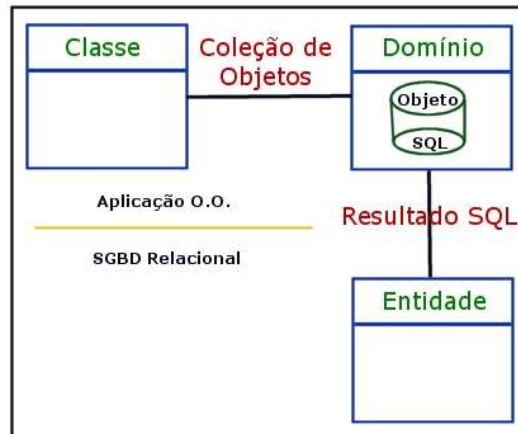 Classe
Coleção de
Objetos
Domínio
Objeto
SQL
Aplicação O.O.
SGBD Relacional
Resultado SQL
Entidade